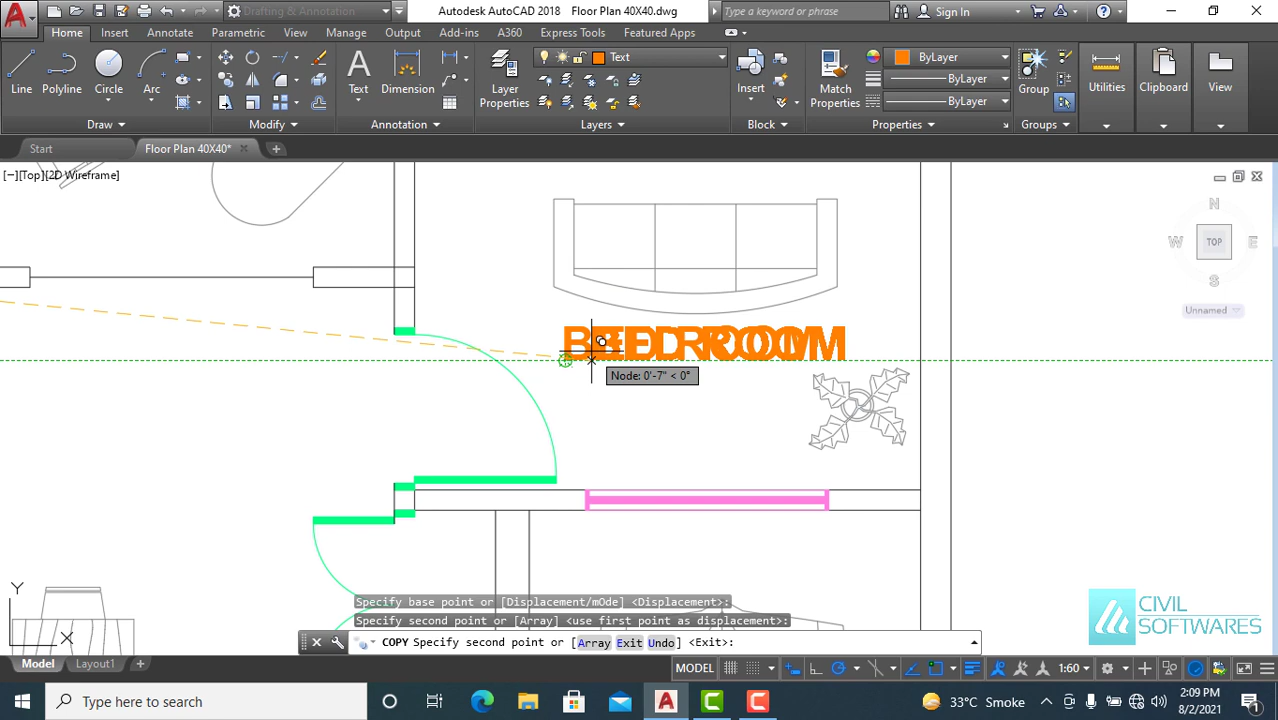 Drafting & Annotation
Autodesk AutoCAD 2018 Floor Plan 40X40.dwg
Type a keyword or phrase
Sign In
Home Insert Annotate Parametric View Manage Output Add-ins A360 Express Tools Featured Apps
Line Polyline Circle Arc
Text Dimension
Layer Properties
Text
Insert
Match Properties
ByLayer
ByLayer
ByLayer
Group
Utilities
Clipboard
View
Draw Modify Annotation Layers Block Properties Groups
Start Floor Plan 40X40*
[−][Top][2D Wireframe]
N
W TOP E
S
Unnamed
Node: 0'-7" < 0°
Y
X
CIVIL
SOFTWARES
Specify base point or [Displacement/mOde] <Displacement>:
Specify second point or [Array] <use first point as displacement>:
COPY Specify second point or [Array Exit Undo] <Exit>:
Model Layout1
MODEL
1:60
Type here to search
33°C Smoke
2:09 PM
8/2/2021
1